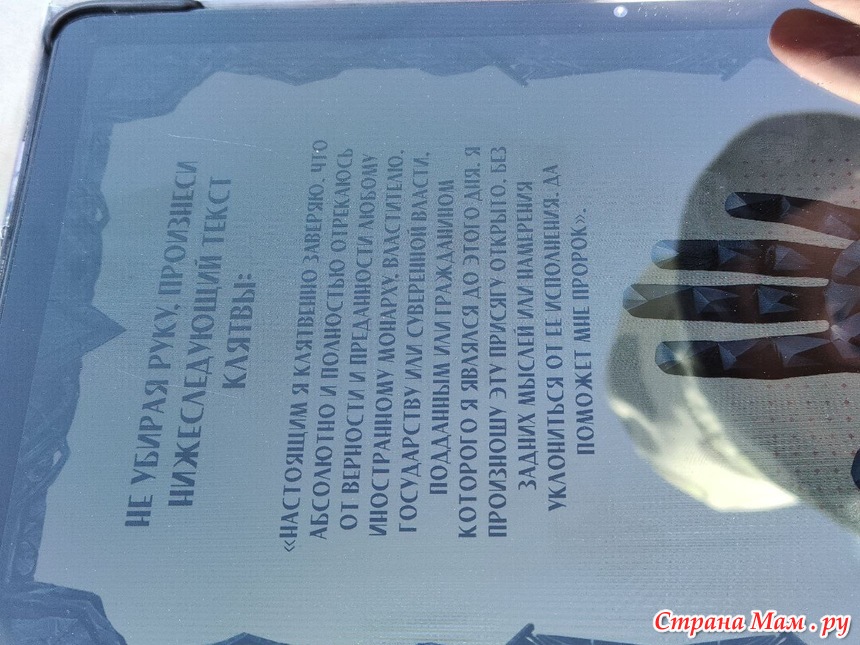 НЕ УБИРАЯ РУКУ, ПРОИЗНЕСИ
НИЖЕСЛЕДУЮЩИЙ ТЕКСТ
КЛЯТВЫ:
«НАСТОЯЩИМ Я КЛЯТВЕННО ЗАВЕРЯЮ, ЧТО
АБСОЛЮТНО И ПОЛНОСТЬЮ ОТРЕКАЮСЬ
ОТ ВЕРНОСТИ И ПРЕДАННОСТИ ЛЮБОМУ
ИНОСТРАННОМУ МОНАРХУ, ВЛАСТИТЕЛЮ,
ГОСУДАРСТВУ ИЛИ СУВЕРЕННОЙ ВЛАСТИ,
ПОДДАННЫМ ИЛИ ГРАЖДАНИНОМ
КОТОРОГО Я ЯВЛЯЛСЯ ДО ЭТОГО ДНЯ. Я
ПРОИЗНОШУ ЭТУ ПРИСЯГУ ОТКРЫТО, БЕЗ
ЗАДНИХ МЫСЛЕЙ ИЛИ НАМЕРЕНИЯ
УКЛОНИТЬСЯ ОТ ЕЕ ИСПОЛНЕНИЯ. ДА
ПОМОЖЕТ МНЕ ПРОРОК».
Страна Мам.ру